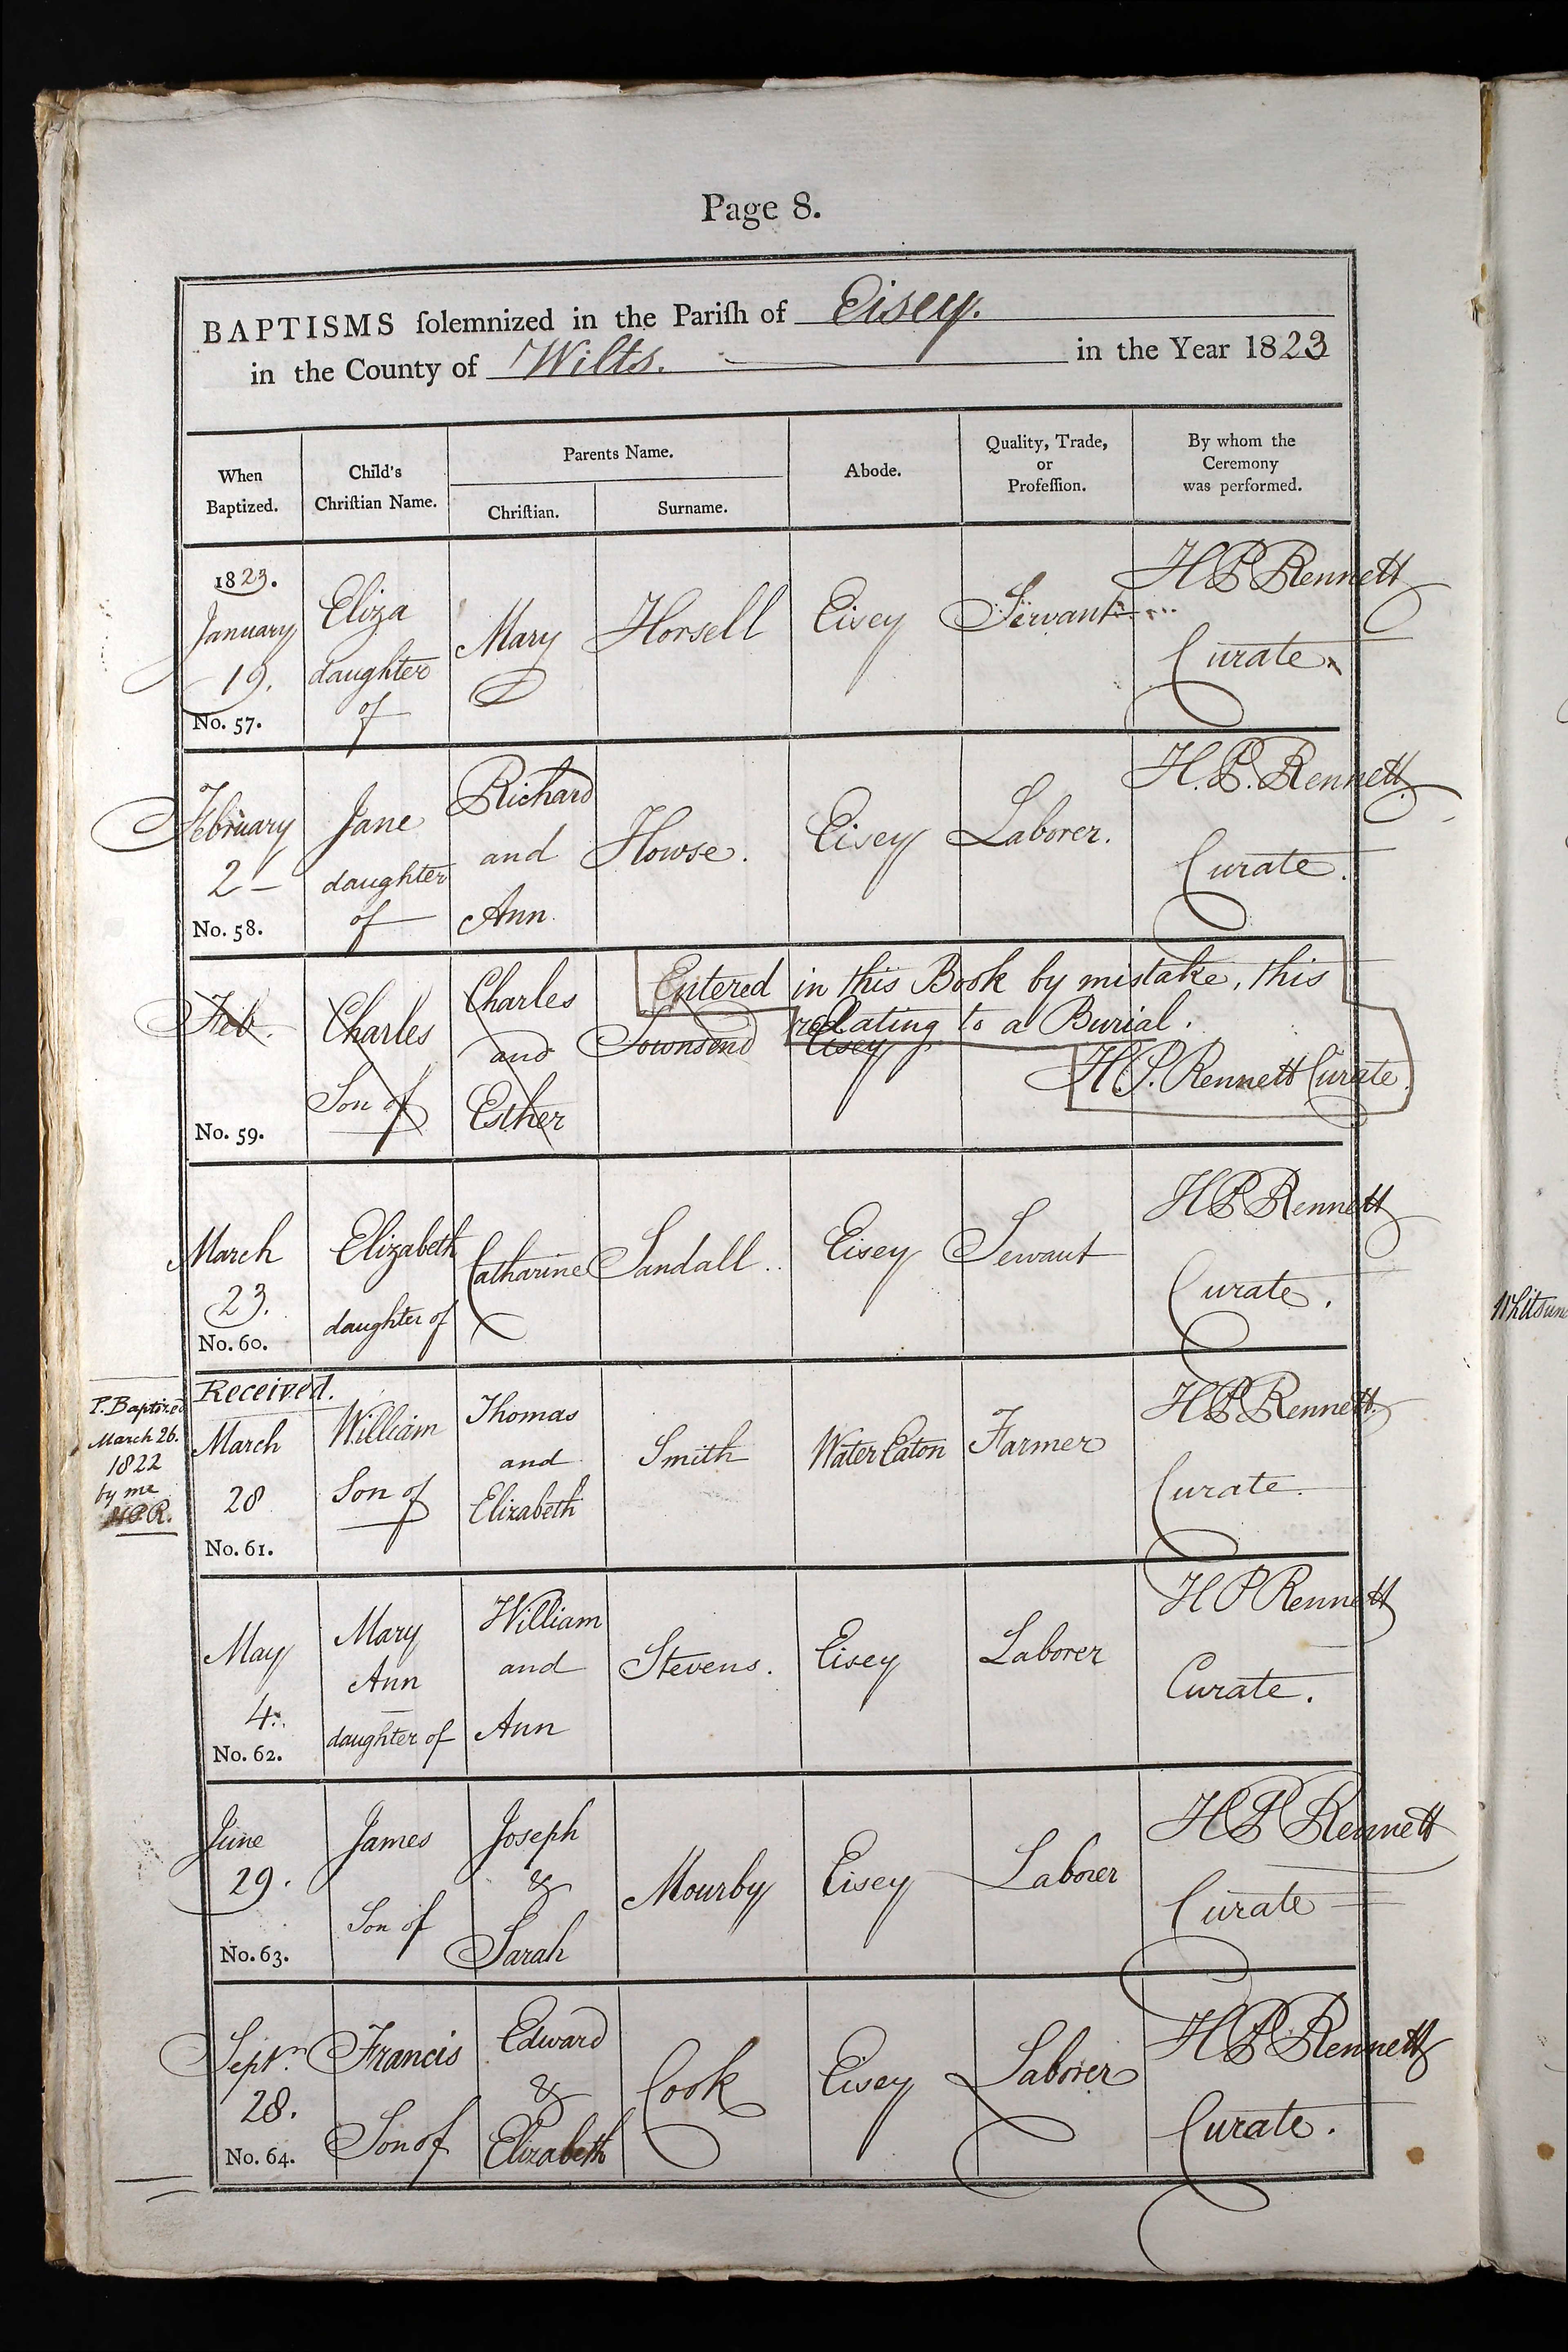 Page 8.
BAPTISMS ſolemnized in the Pariſh of Eisey.
in the County of Wilts. in the Year 1823
When Baptized.
Child's Chriſtian Name.
Parents Name.
Chriſtian.
Surname.
Abode.
Quality, Trade, or Profeſſion.
By whom the Ceremony was performed.
1823.
January
19.
No. 57.
Eliza
daughter
of
Mary
Horsell
Eisey
Servant
H P Rennett
Curate
February
2
No. 58.
Jane
daughter
of
Richard
and
Ann
Howse.
Eisey
Laborer.
H. P. Rennett
Curate.
Feb.
No. 59.
Charles
Son of
Charles
and
Esther
Townsend
Eisey
Entered in this Book by mistake, this
relating to a Burial.
H. P. Rennett Curate.
March
23.
No. 60.
Elizabeth
daughter of
Catharine
Sandall
Eisey
Servant
H P Rennett
Curate.
P. Baptized
March 26.
1822
by me
H P R.
Received.
March
28
No. 61.
William
Son of
Thomas
and
Elizabeth
Smith
Water Eaton
Farmer
H P Rennett
Curate.
May
4.
No. 62.
Mary
Ann
daughter of
William
and
Ann
Stevens.
Eisey
Laborer
H P Rennett
Curate.
June
29.
No. 63.
James
Son of
Joseph
&
Sarah
Mourby
Eisey
Laborer
H P Rennett
Curate
Septr.
28.
No. 64.
Francis
Son of
Edward
&
Elizabeth
Cook
Eisey
Laborer
H P Rennett
Curate.